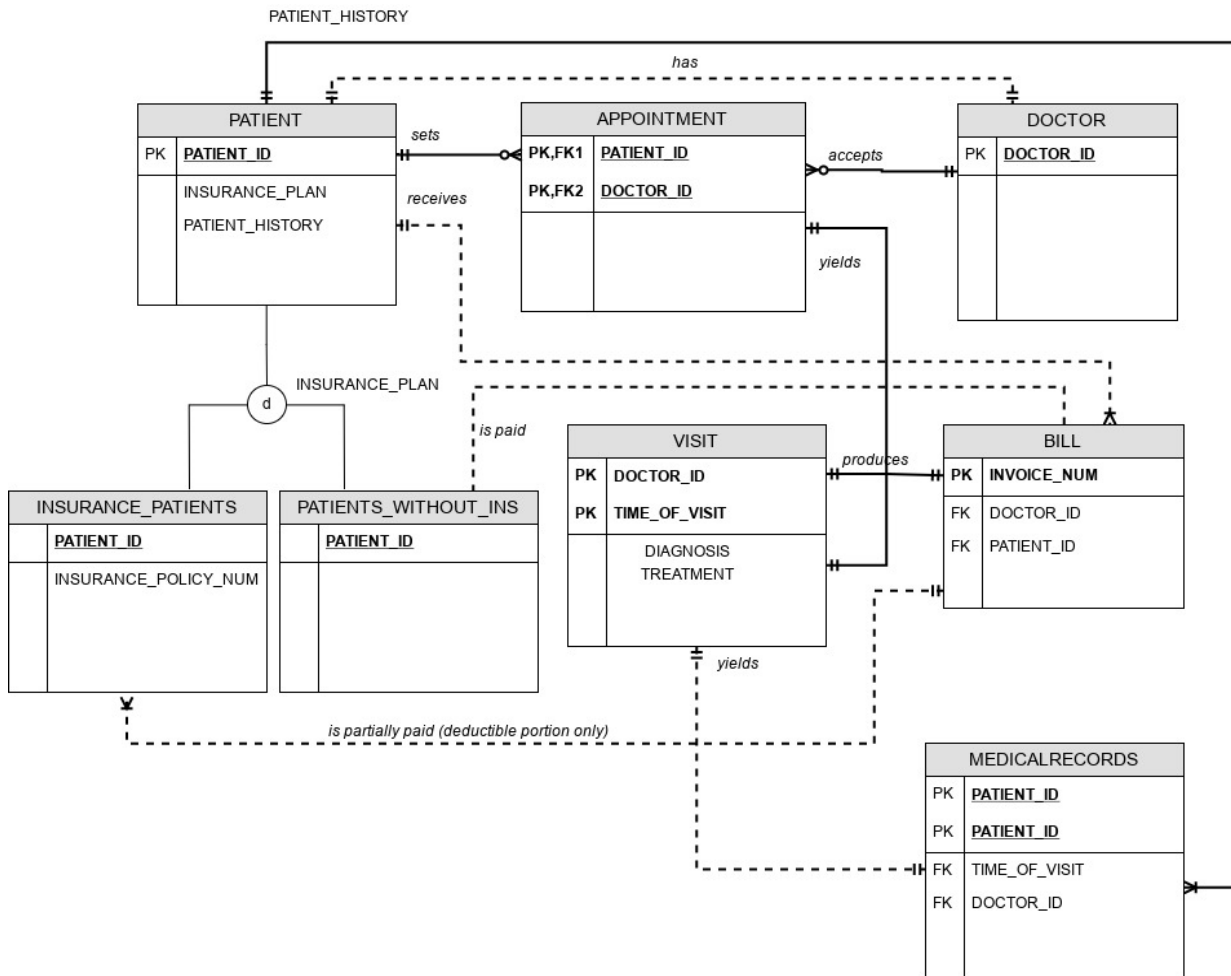 PATIENT_HISTORY
has
PATIENT
PK PATIENT_ID
INSURANCE_PLAN
PATIENT_HISTORY
sets
receives
APPOINTMENT
PK,FK1 PATIENT_ID
PK,FK2 DOCTOR_ID
accepts
yields
DOCTOR
PK DOCTOR_ID
INSURANCE_PLAN
d
is paid
INSURANCE_PATIENTS
PATIENT_ID
INSURANCE_POLICY_NUM
PATIENTS_WITHOUT_INS
PATIENT_ID
VISIT
PK DOCTOR_ID
PK TIME_OF_VISIT
DIAGNOSIS
TREATMENT
produces
BILL
PK INVOICE_NUM
FK DOCTOR_ID
FK PATIENT_ID
yields
is partially paid (deductible portion only)
MEDICALRECORDS
PK PATIENT_ID
PK PATIENT_ID
FK TIME_OF_VISIT
FK DOCTOR_ID